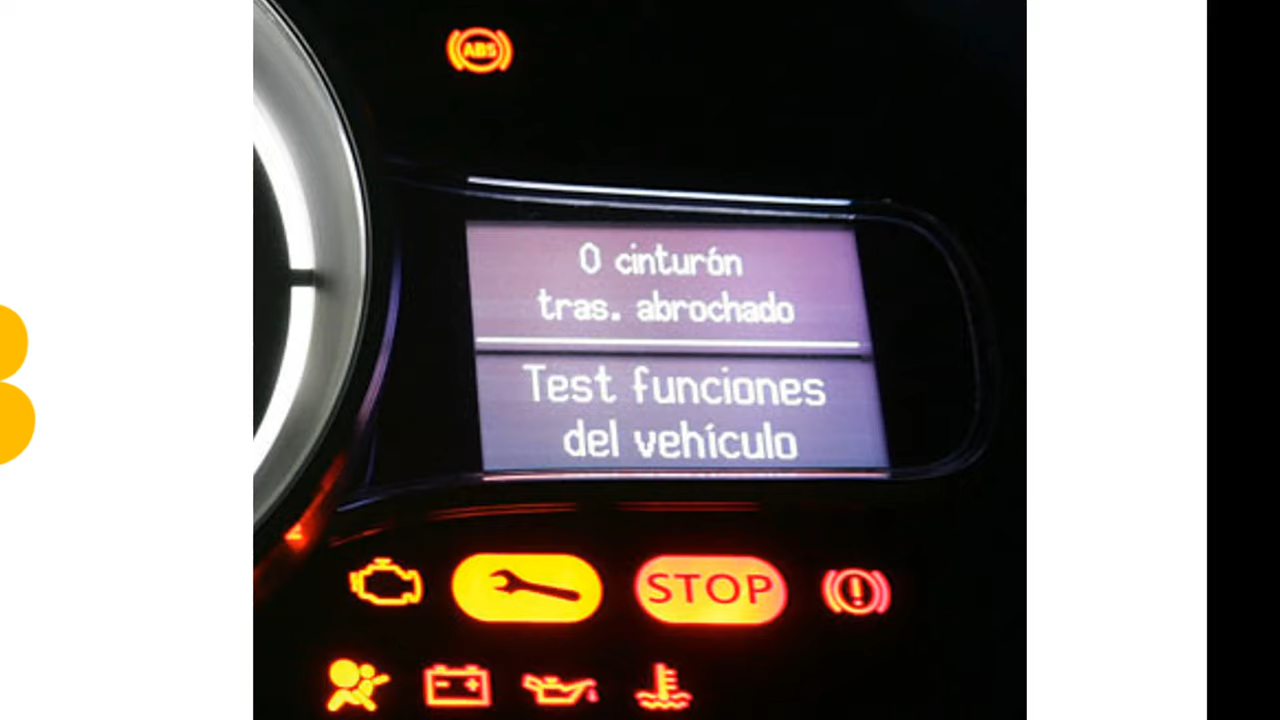 ABS
0 cinturón
tras. abrochado
Test funciones
del vehículo
STOP